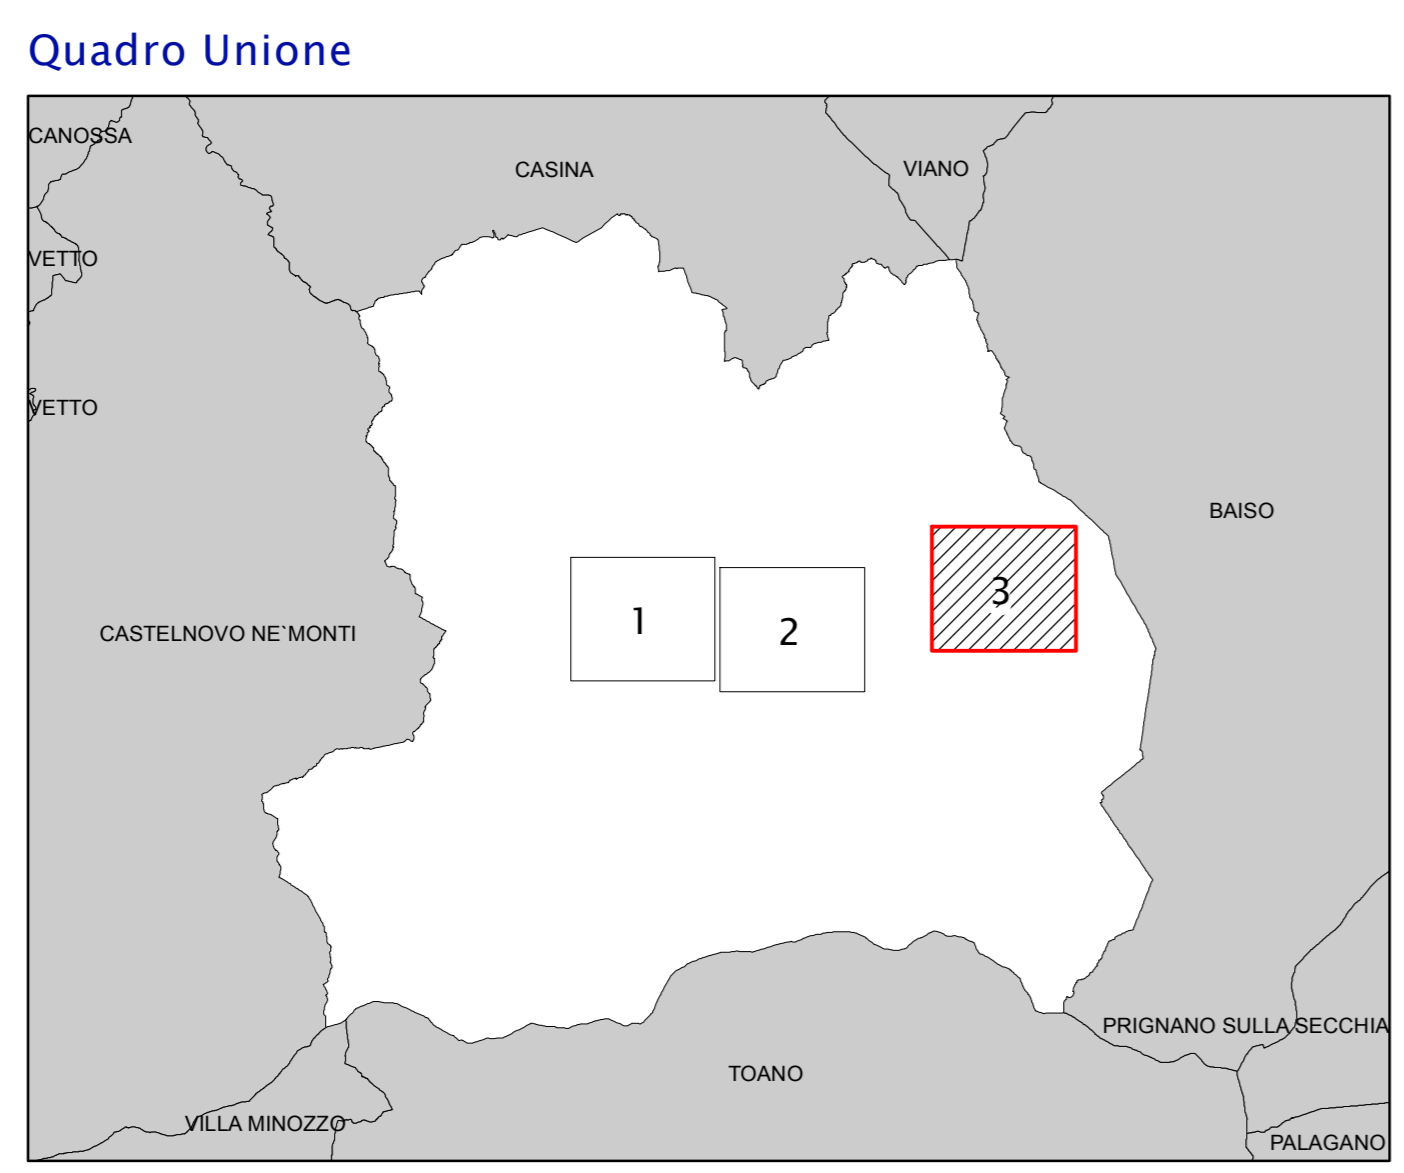 Quadro Unione
CANOSSA
CASINA
VIANO
VETTO
VETTO
BAISO
3
1
2
CASTELNOVO NE`MONTI
PRIGNANO SULLA SECCHIA
TOANO
VILLA MINOZZO
PALAGANO